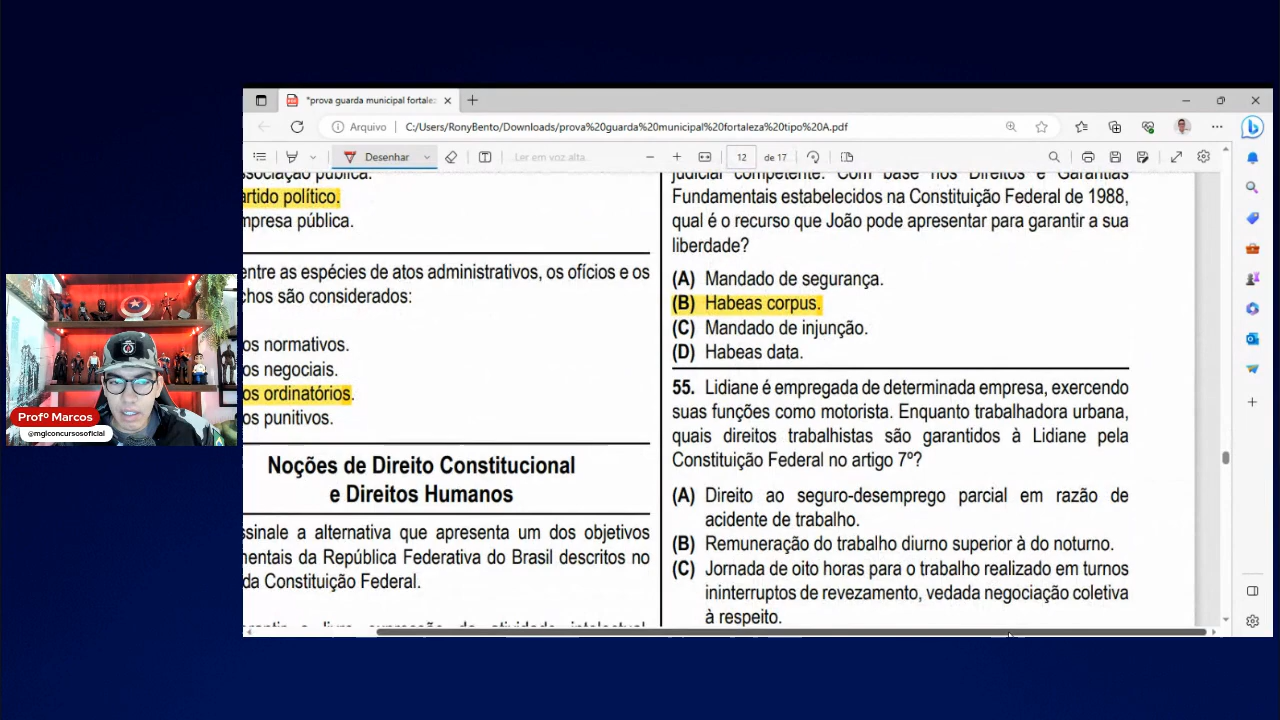 *prova guarda municipal fortale
Arquivo
C:/Users/RonyBento/Downloads/prova%20guarda%20municipal%20fortaleza%20tipo%20A.pdf
Desenhar
Ler em voz alta.
12
de 17
ssociação pública.
artido político.
mpresa pública.
entre as espécies de atos administrativos, os ofícios e os
chos são considerados:
os normativos.
os negociais.
os ordinatórios.
os punitivos.
Noções de Direito Constitucional
e Direitos Humanos
ssinale a alternativa que apresenta um dos objetivos
mentais da República Federativa do Brasil descritos no
da Constituição Federal.
judicial competente. Com base nos Direitos e Garantias
Fundamentais estabelecidos na Constituição Federal de 1988,
qual é o recurso que João pode apresentar para garantir a sua
liberdade?
(A) Mandado de segurança.
(B) Habeas corpus.
(C) Mandado de injunção.
(D) Habeas data.
55. Lidiane é empregada de determinada empresa, exercendo
suas funções como motorista. Enquanto trabalhadora urbana,
quais direitos trabalhistas são garantidos à Lidiane pela
Constituição Federal no artigo 7º?
(A) Direito ao seguro-desemprego parcial em razão de
acidente de trabalho.
(B) Remuneração do trabalho diurno superior à do noturno.
(C) Jornada de oito horas para o trabalho realizado em turnos
ininterruptos de revezamento, vedada negociação coletiva
à respeito.
Profº Marcos
@mglconcursosoficial